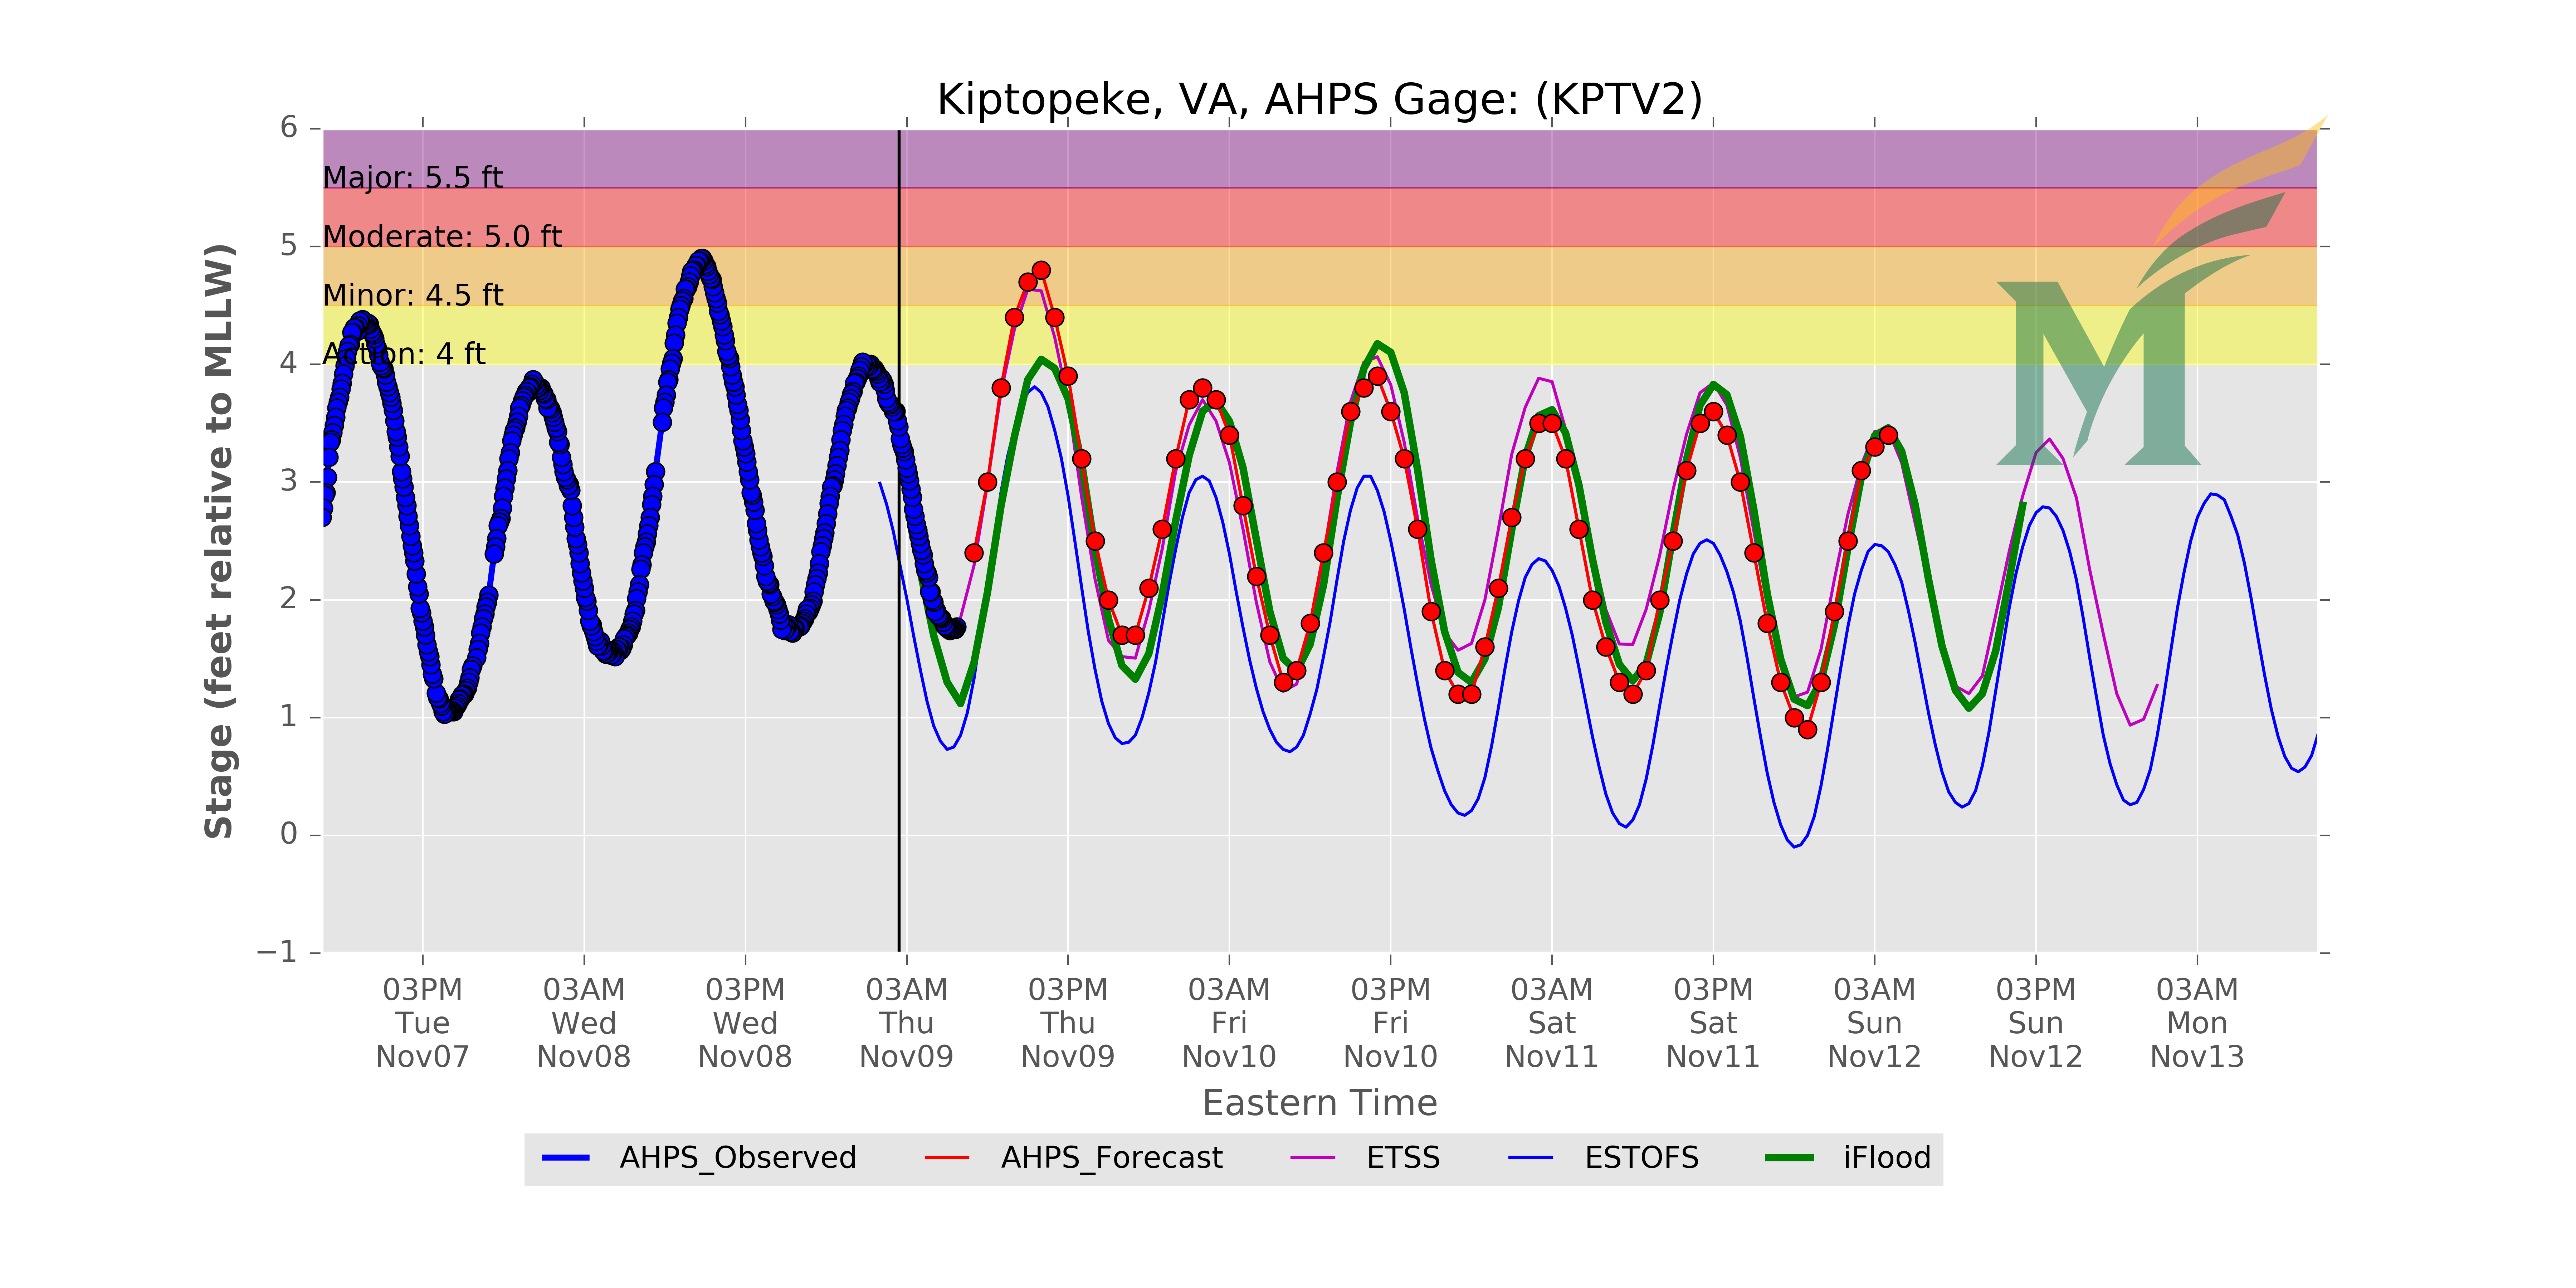 Kiptopeke, VA, AHPS Gage: (KPTV2)
Stage (feet relative to MLLW)
6
5
4
3
2
1
0
−1
Major: 5.5 ft
Moderate: 5.0 ft
Minor: 4.5 ft
Action: 4 ft
M
03PM 03AM 03PM 03AM 03PM 03AM 03PM 03AM 03PM 03AM 03PM 03AM
Tue Wed Wed Thu Thu Fri Fri Sat Sat Sun Sun Mon
Nov07 Nov08 Nov08 Nov09 Nov09 Nov10 Nov10 Nov11 Nov11 Nov12 Nov12 Nov13
Eastern Time
AHPS_Observed AHPS_Forecast ETSS ESTOFS iFlood